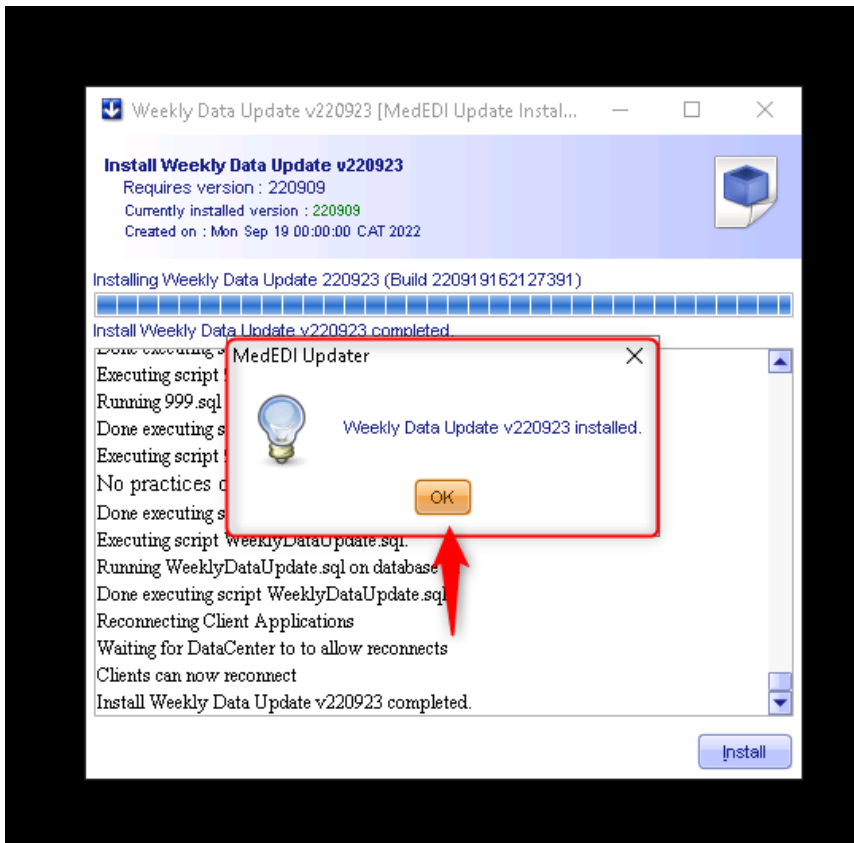 Weekly Data Update v220923 [MedEDI Update Instal...
Install Weekly Data Update v220923
Requires version : 220909
Currently installed version : 220909
Created on : Mon Sep 19 00:00:00 CAT 2022
Installing Weekly Data Update 220923 (Build 220919162127391)
Install Weekly Data Update v220923 completed.
Done executing s
Executing script
Running 999.sql
Done executing s
Executing script
No practices
Done executing s
MedEDI Updater
Weekly Data Update v220923 installed.
OK
Executing script WeeklyDataUpdate.sql.
Running WeeklyDataUpdate.sql on database
Done executing script WeeklyDataUpdate.sql
Reconnecting Client Applications
Waiting for DataCenter to to allow reconnects
Clients can now reconnect
Install Weekly Data Update v220923 completed.
Install